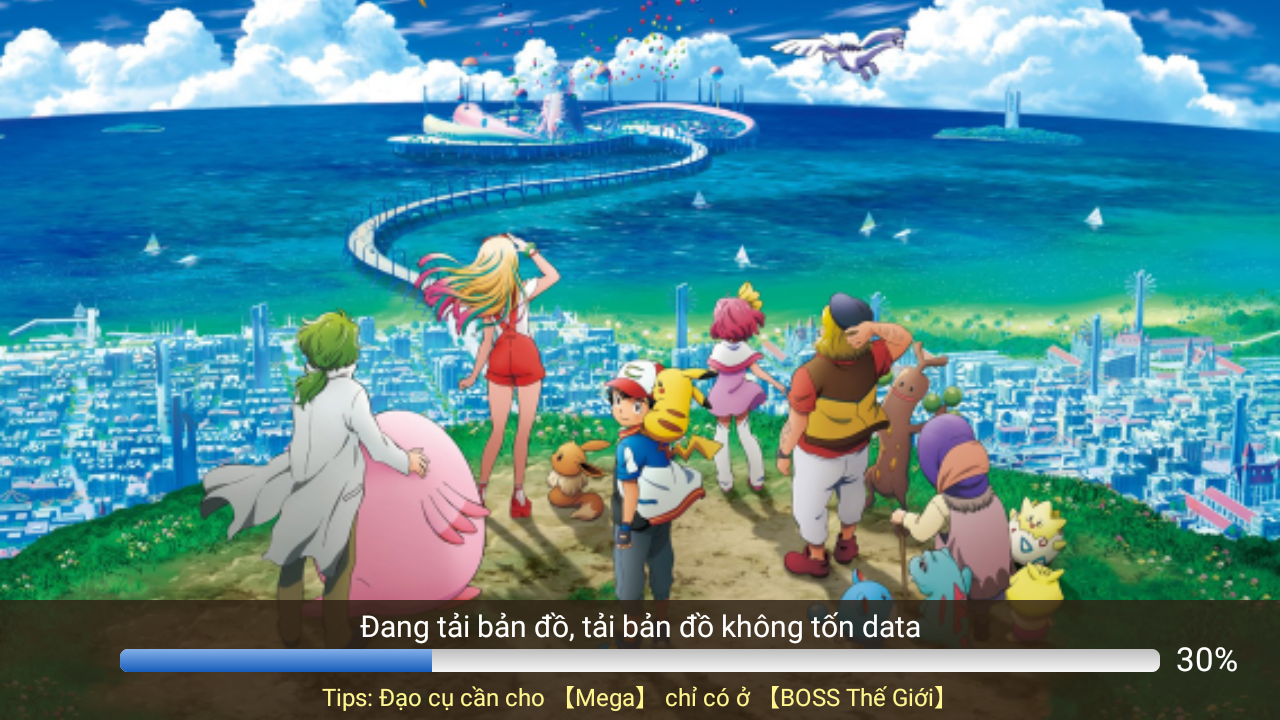 Đang tải bản đồ, tải bản đồ không tốn data
30%
Tips: Đạo cụ cần cho 【Mega】 chỉ có ở 【BOSS Thế Giới】